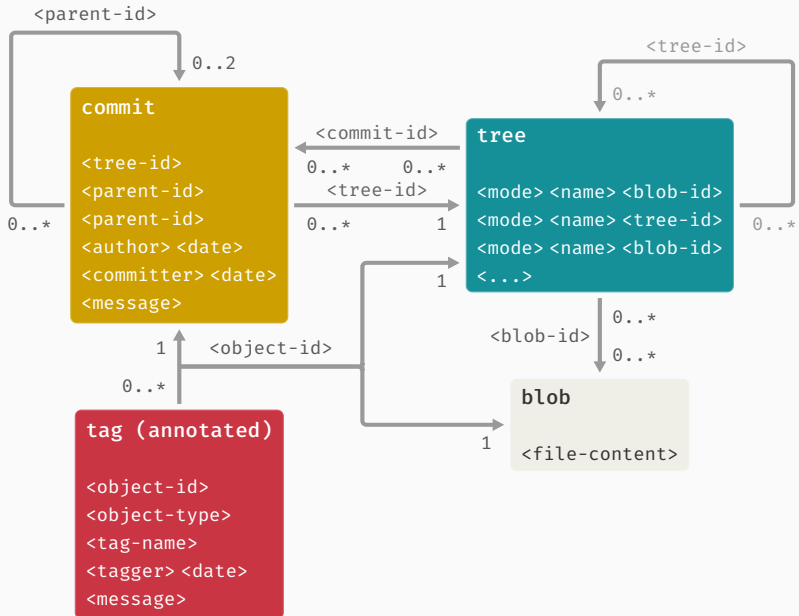 <parent-id>
0..2
<tree-id>
0..*
commit
<tree-id>
<parent-id>
<parent-id>
<author> <date>
<committer> <date>
<message>
0..*
<commit-id>
0..* 0..*
<tree-id>
0..* 1
1
tree
<mode> <name> <blob-id>
<mode> <name> <tree-id>
<mode> <name> <blob-id>
<...>
0..*
1
<object-id>
0..*
0..*
<blob-id>
0..*
1
blob
<file-content>
tag (annotated)
<object-id>
<object-type>
<tag-name>
<tagger> <date>
<message>